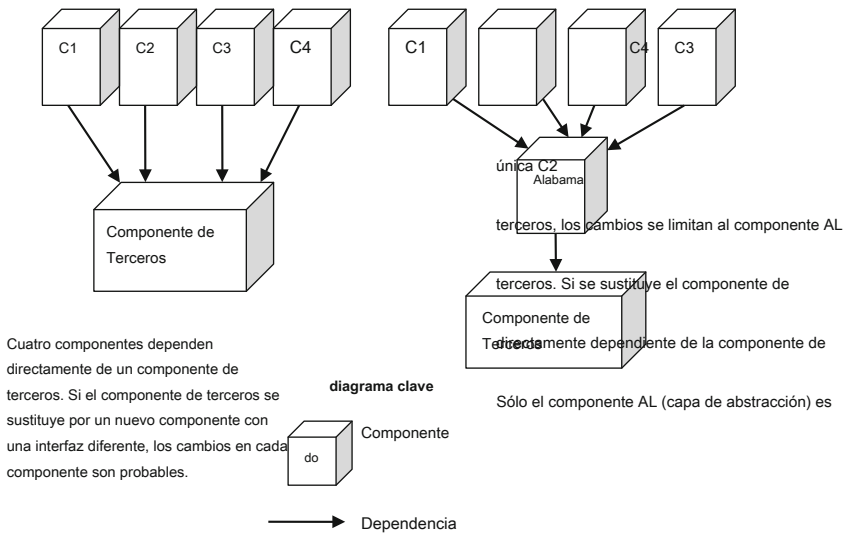 C1
C2
C3
C4
C1
C4
C3
única C2
Alabama
terceros, los cambios se limitan al componente AL
Componente de
Terceros
terceros. Si se sustituye el componente de
Componente de
Terceros
directamente dependiente de la componente de
Sólo el componente AL (capa de abstracción) es
Cuatro componentes dependen
directamente de un componente de
terceros. Si el componente de terceros se
sustituye por un nuevo componente con
una interfaz diferente, los cambios en cada
componente son probables.
diagrama clave
do
Componente
Dependencia